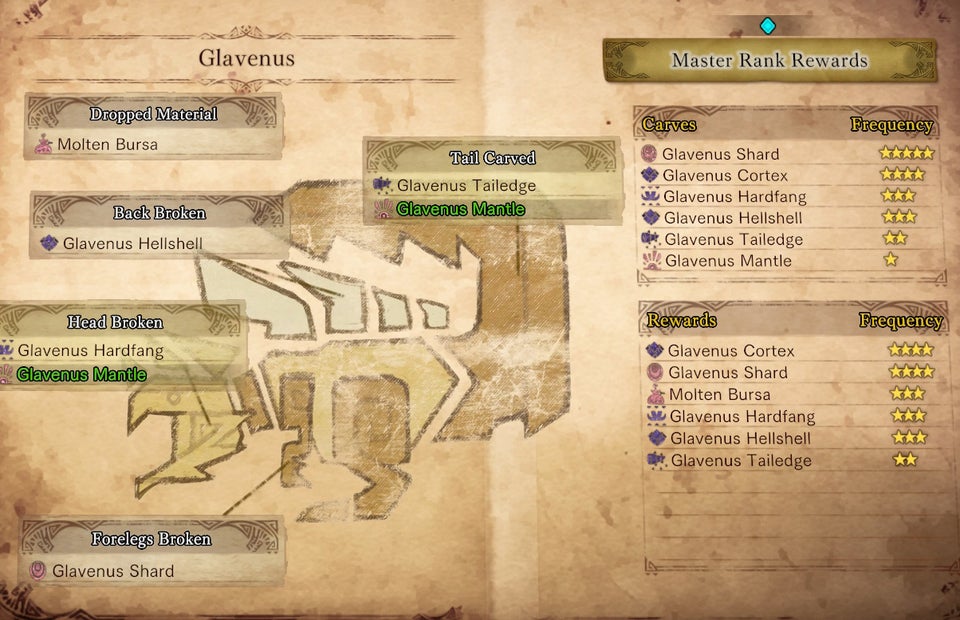 Glavenus
Dropped Material
Molten Bursa
Back Broken
Glavenus Hellshell
Head Broken
Glavenus Hardfang
Glavenus Mantle
Forelegs Broken
Glavenus Shard
Tail Carved
Glavenus Tailedge
Glavenus Mantle
Master Rank Rewards
Carves Frequency
Glavenus Shard
Glavenus Cortex
Glavenus Hardfang
Glavenus Hellshell
Glavenus Tailedge
Glavenus Mantle
Rewards Frequency
Glavenus Cortex
Glavenus Shard
Molten Bursa
Glavenus Hardfang
Glavenus Hellshell
Glavenus Tailedge